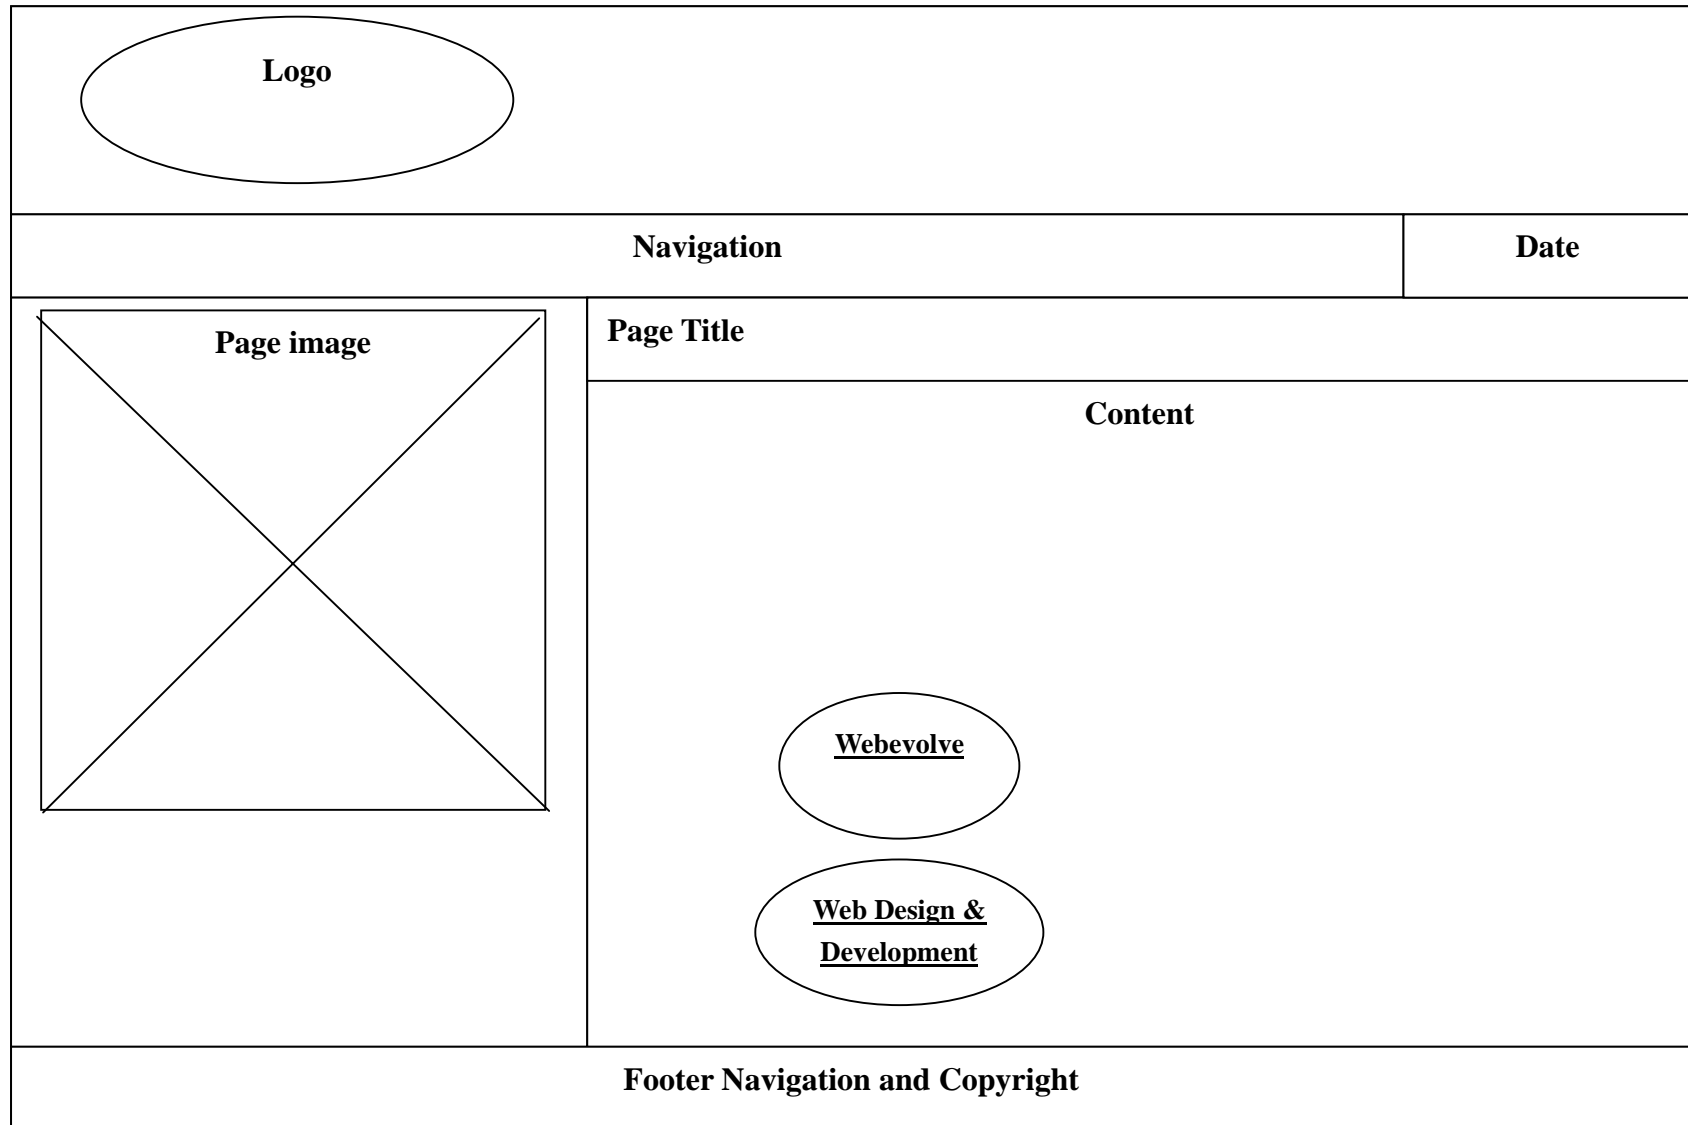 Logo
Navigation
Date
Page image
Page Title
Content
Webevolve
Web Design &
Development
Footer Navigation and Copyright